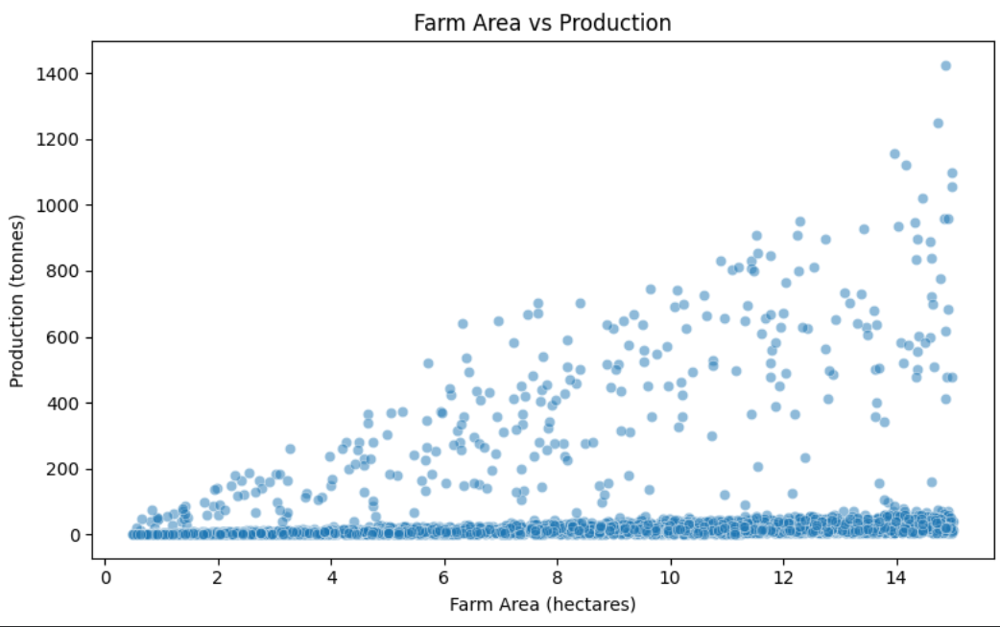 Farm Area vs Production
Production (tonnes)
1400
1200
1000
800
600
400
200
0
0 2 4 6 8 10 12 14
Farm Area (hectares)